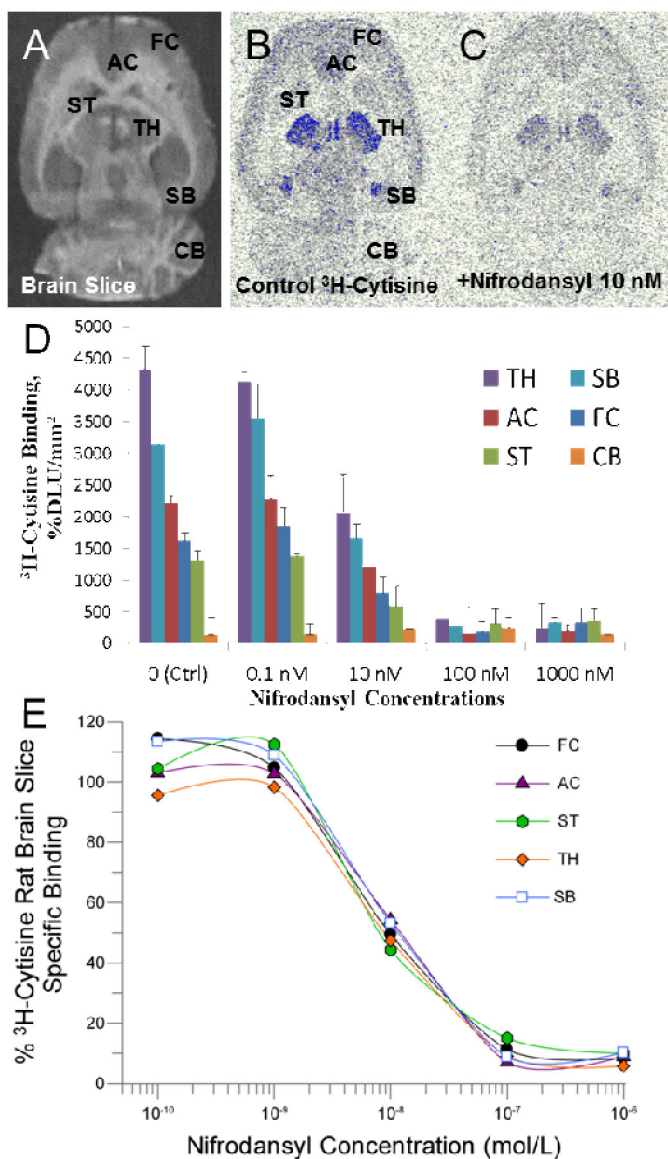 A
FC
AC
ST
TH
SB
CB
Brain Slice
B
FC
AC
ST
TH
SB
CB
Control ³H-Cytisine
C
+Nifrodansyl 10 nM
D
5000
4500
4000
3500
3000
2500
2000
1500
1000
500
0
³H-Cytisine Binding,
%DLU/mm²
TH
SB
AC
FC
ST
CB
0 (Ctrl)
0.1 nM
10 nM
100 nM
1000 nM
Nifrodansyl Concentrations
E
120
100
80
60
40
20
0
% ³H-Cytisine Rat Brain Slice
Specific Binding
FC
AC
ST
TH
SB
10⁻¹⁰
10⁻⁹
10⁻⁸
10⁻⁷
10⁻⁶
Nifrodansyl Concentration (mol/L)